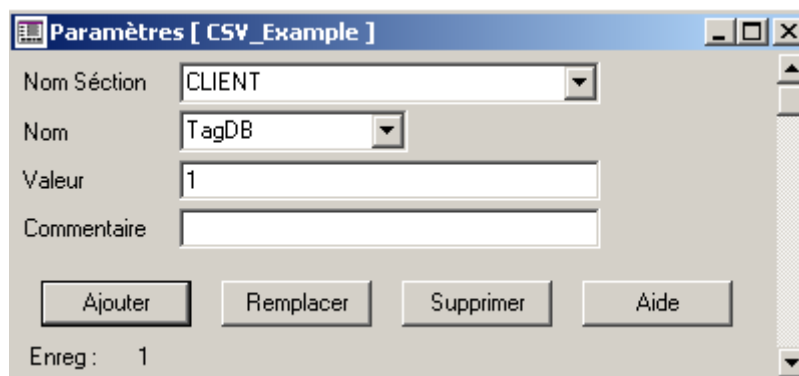 Paramètres [ CSV_Example ]
Nom Séction CLIENT
Nom TagDB
Valeur 1
Commentaire
Ajouter Remplacer Supprimer Aide
Enreg : 1